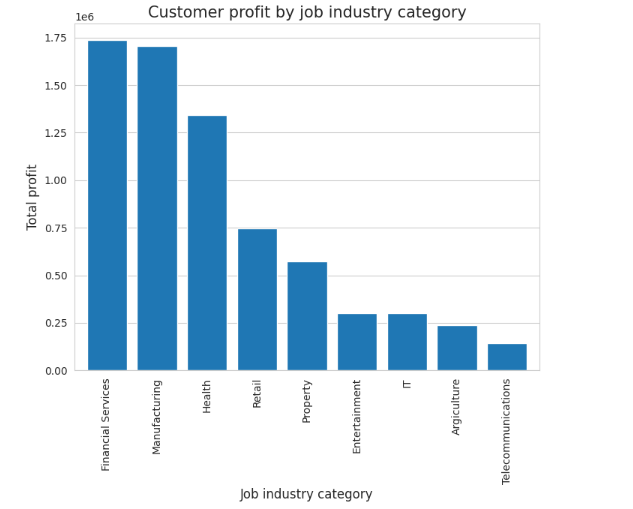 Customer profit by job industry category
1e6
1.75
1.50
1.25
1.00
0.75
0.50
0.25
0.00
Total profit
Financial Services
Manufacturing
Health
Retail
Property
Entertainment
IT
Argiculture
Telecommunications
Job industry category